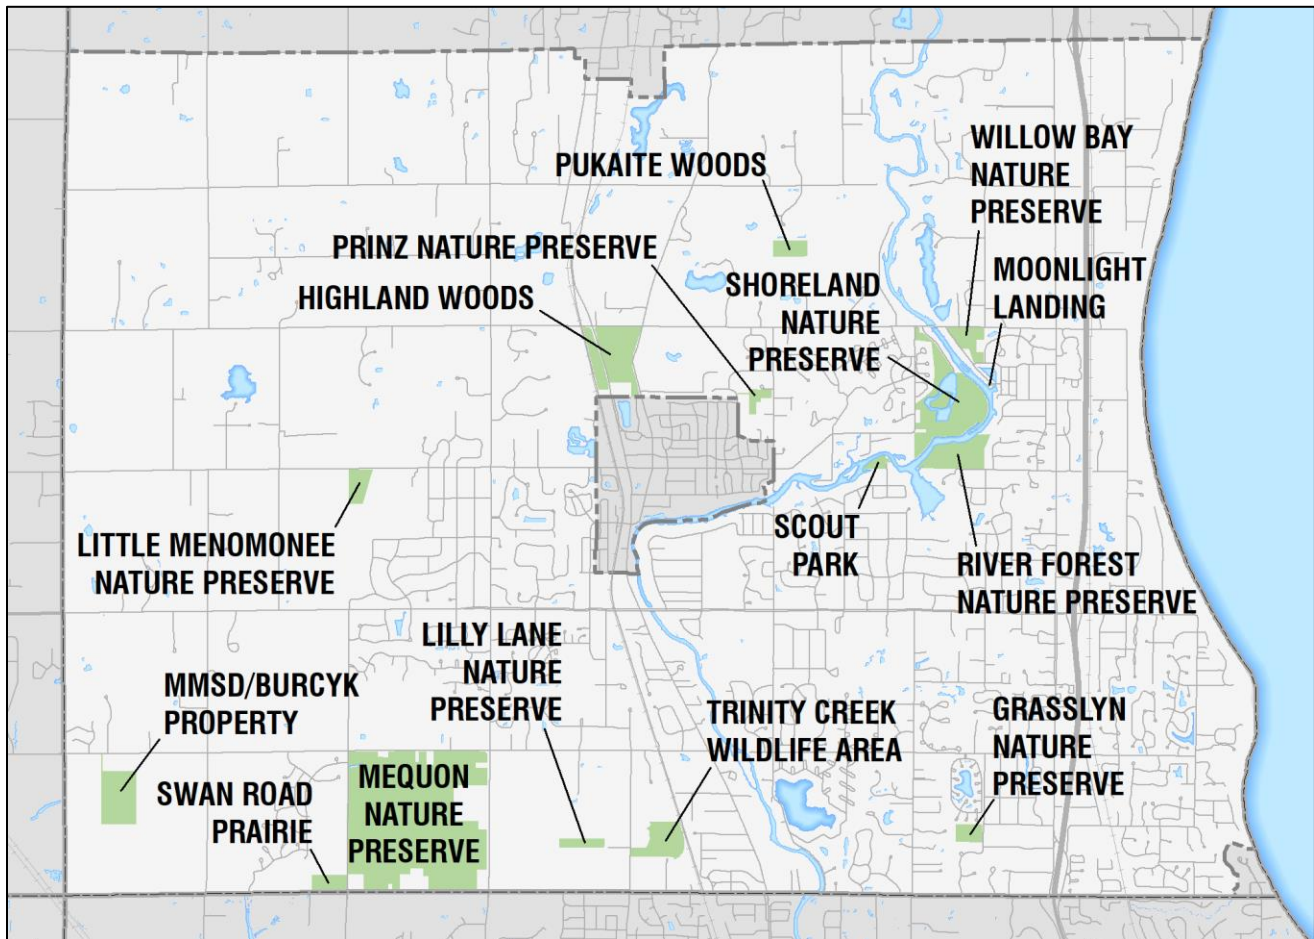 WILLOW BAY
NATURE
PRESERVE
PUKAITE WOODS
PRINZ NATURE PRESERVE
SHORELAND
NATURE
PRESERVE
MOONLIGHT
LANDING
HIGHLAND WOODS
LITTLE MENOMONEE
NATURE PRESERVE
SCOUT
PARK
RIVER FOREST
NATURE PRESERVE
LILLY LANE
NATURE
PRESERVE
MMSD/BURCYK
PROPERTY
TRINITY CREEK
WILDLIFE AREA
GRASSLYN
NATURE
PRESERVE
SWAN ROAD
PRAIRIE
MEQUON
NATURE
PRESERVE